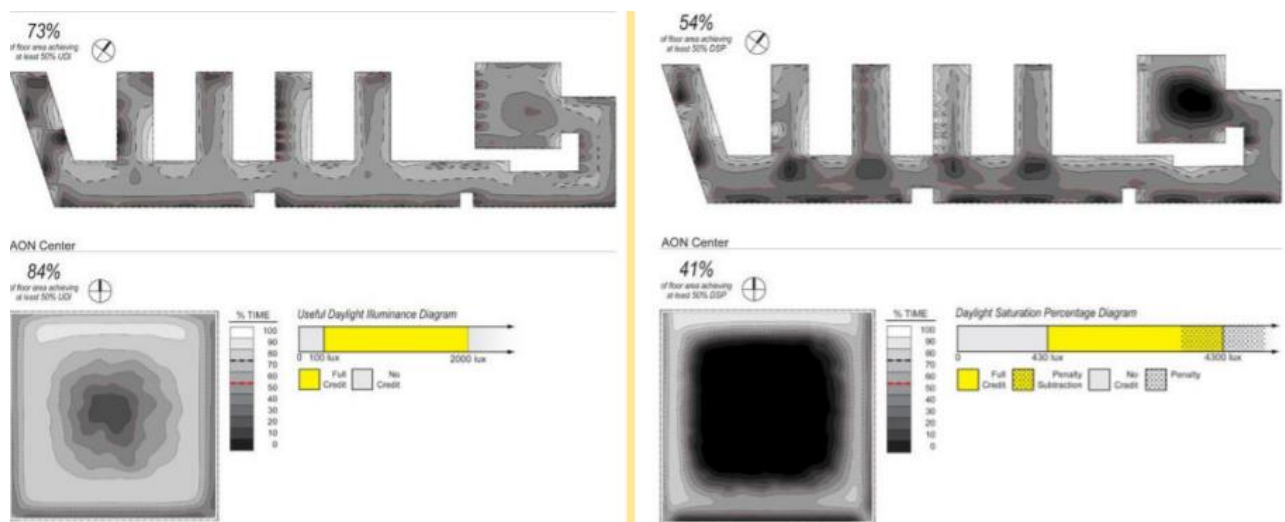 73%
of floor area achieving
at least 50% UDI
AON Center
84%
of floor area achieving
at least 50% UDI
% TIME
100
90
80
70
60
50
40
30
20
10
0
Useful Daylight Illuminance Diagram
0 100 lux 2000 lux
Full Credit No Credit
54%
of floor area achieving
at least 50% DSP
AON Center
41%
of floor area achieving
at least 50% DSP
% TIME
100
90
80
70
60
50
40
30
20
10
0
Daylight Saturation Percentage Diagram
0 430 lux 4300 lux
Full Credit Penalty Subtraction No Credit Penalty